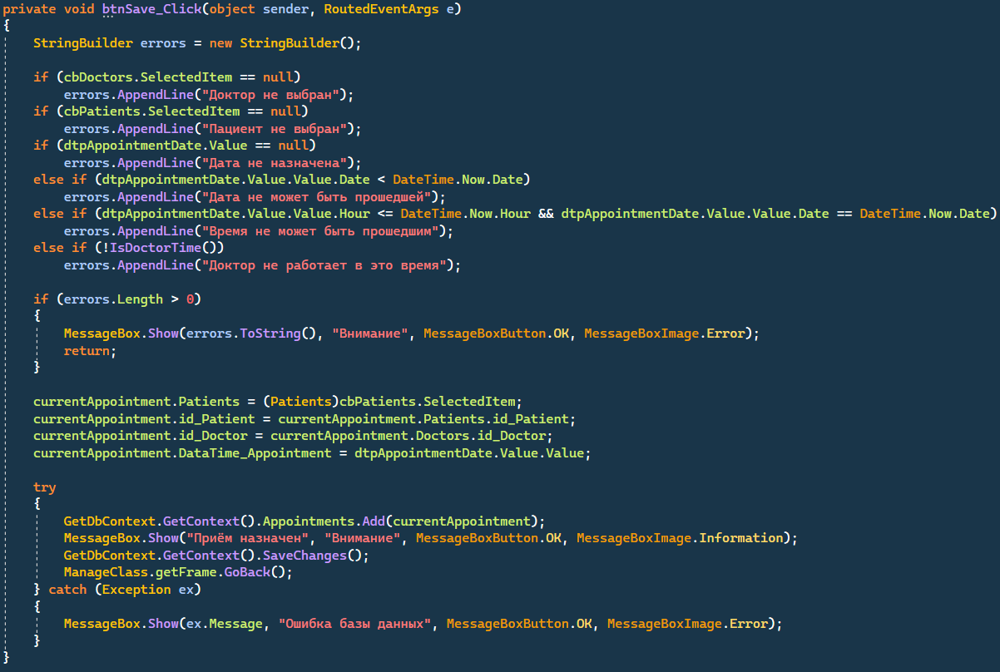 private void btnSave_Click(object sender, RoutedEventArgs e)
{
    StringBuilder errors = new StringBuilder();

    if (cbDoctors.SelectedItem == null)
        errors.AppendLine("Доктор не выбран");
    if (cbPatients.SelectedItem == null)
        errors.AppendLine("Пациент не выбран");
    if (dtpAppointmentDate.Value == null)
        errors.AppendLine("Дата не назначена");
    else if (dtpAppointmentDate.Value.Value.Date < DateTime.Now.Date)
        errors.AppendLine("Дата не может быть прошедшей");
    else if (dtpAppointmentDate.Value.Value.Hour <= DateTime.Now.Hour && dtpAppointmentDate.Value.Value.Date == DateTime.Now.Date)
        errors.AppendLine("Время не может быть прошедшим");
    else if (!IsDoctorTime())
        errors.AppendLine("Доктор не работает в это время");

    if (errors.Length > 0)
    {
        MessageBox.Show(errors.ToString(), "Внимание", MessageBoxButton.OK, MessageBoxImage.Error);
        return;
    }

    currentAppointment.Patients = (Patients)cbPatients.SelectedItem;
    currentAppointment.id_Patient = currentAppointment.Patients.id_Patient;
    currentAppointment.id_Doctor = currentAppointment.Doctors.id_Doctor;
    currentAppointment.DataTime_Appointment = dtpAppointmentDate.Value.Value;

    try
    {
        GetDbContext.GetContext().Appointments.Add(currentAppointment);
        MessageBox.Show("Приём назначен", "Внимание", MessageBoxButton.OK, MessageBoxImage.Information);
        GetDbContext.GetContext().SaveChanges();
        ManageClass.getFrame.GoBack();
    } catch (Exception ex)
    {
        MessageBox.Show(ex.Message, "Ошибка базы данных", MessageBoxButton.OK, MessageBoxImage.Error);
    }
}